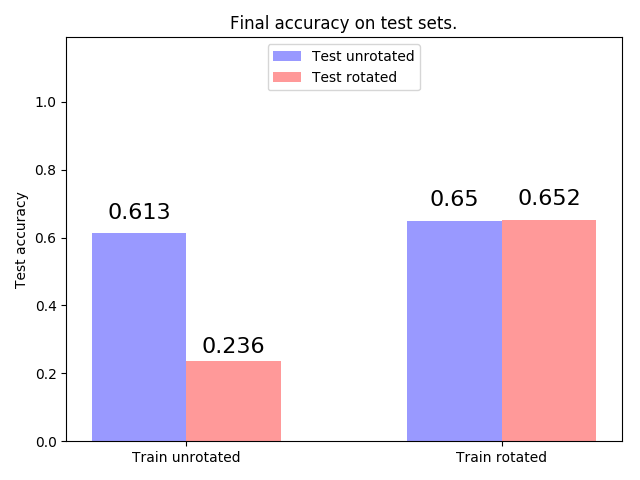 Final accuracy on test sets.
Test unrotated
Test rotated
1.0
0.8
0.6
0.4
0.2
0.0
Test accuracy
0.613
0.236
0.65
0.652
Train unrotated
Train rotated